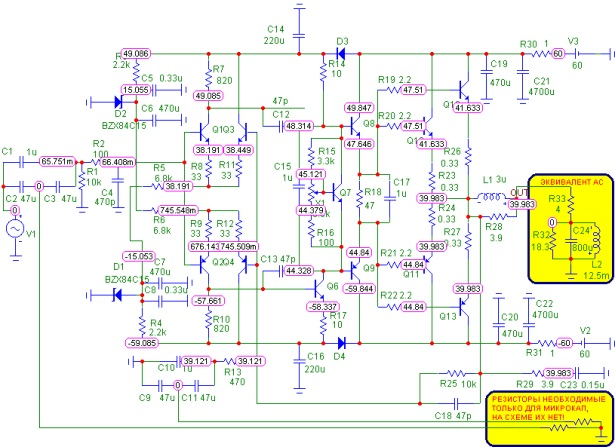 C14
220u
D3
R30 1
60
V3
60
49.086
2.2k
C5 0.33u
15.055
R7
820
R14
10
C19
470u
C21
4700u
D2
BZX84C15
C6 470u
49.085
47p
C12
48.314
49.847
Q8
47.646
R19 2.2
47.51
R20 2.2
47.51
41.633
41.633
C1
1u
65.751m
R2
100
66.408m
Q1Q3
38.191
38.449
R15
3.3k
45.121
R26
0.33
R23
0.33
R1
10k
C4
470p
R5
6.8k
38.191
R8
33
R11
33
C15
1u
X1
44.379
Q7
R18
47
C17
1u
C2 47u
0
C3 47u
0
V1
745.548m
R6
6.8k
R9
33
R12
33
676.143
745.509m
Q2Q4
R16
100
R24
0.33
R27
0.33
39.983
L1 3u
OUT
39.983
R28
3.9
ЭКВИВАЛЕНТ АС
R33
4
R32
18.3
C24
800u
L2
12.5m
-15.053
D1
BZX84C15
C7
470u
C8 0.33u
C13 47p
44.328
-57.661
Q6
-58.337
44.84
Q9
-59.844
R21 2.2
44.84
Q11
R22 2.2
44.84
39.983
Q13
R4
2.2k
-59.085
R10
820
R17
10
C16
220u
D4
C20
470u
C22
4700u
R31 1
-60
V2
60
C10
1u
39.121
39.121
R13
470
C9
47u
0
C11 47u
R25 10k
R29
3.9
39.983
C23 0.15u
C18 47p
РЕЗИСТОРЫ НЕОБХОДИМЫЕ
ТОЛЬКО ДЛЯ МИКРОКАП,
НА СХЕМЕ ИХ НЕТ!